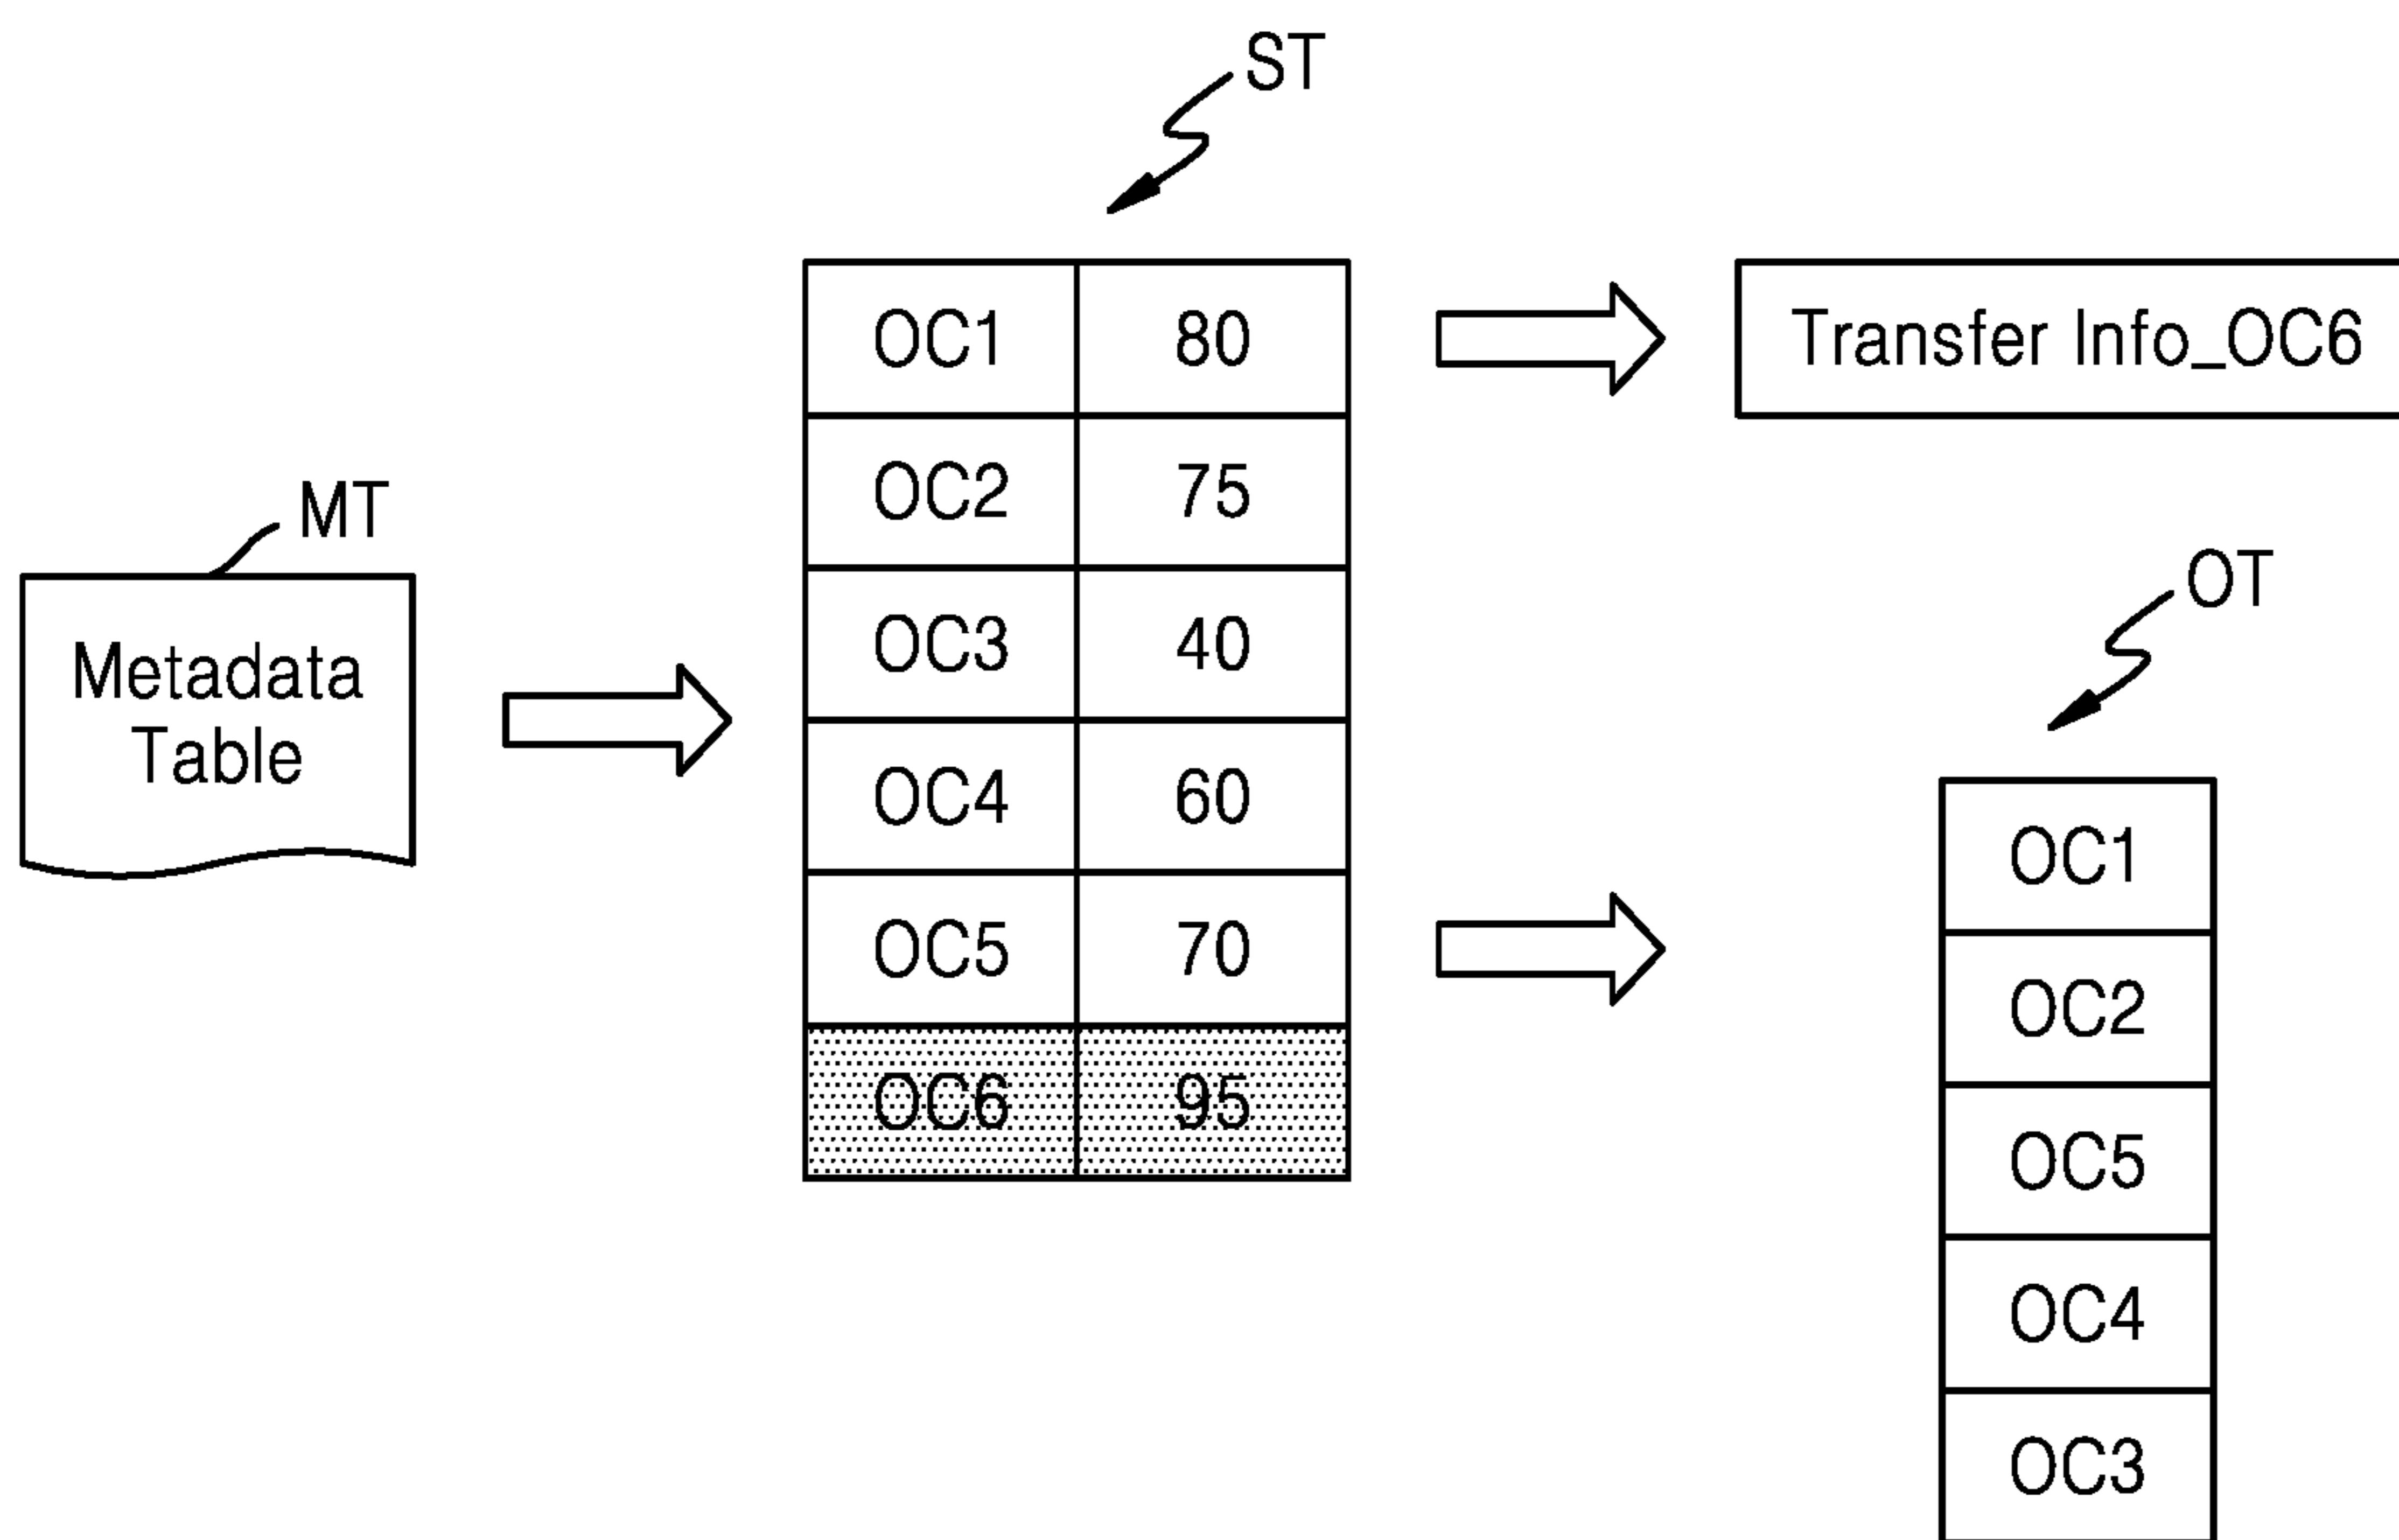 ST
OC1 80
Transfer Info_OC6
OC2 75
MT
OT
OC3 40
Metadata
Table
OC4 60
OC5 70
OC6 95
OC1
OC2
OC5
OC4
OC3